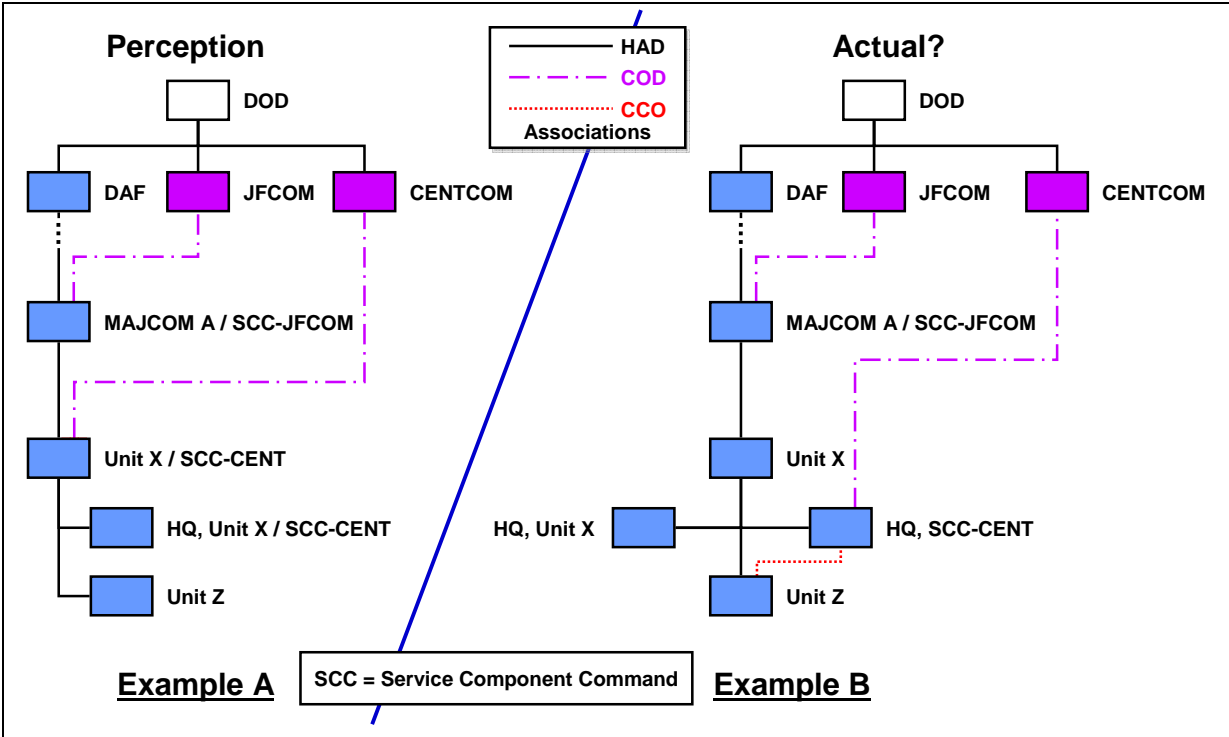 Perception
DOD
DAF
JFCOM
CENTCOM
MAJCOM A / SCC-JFCOM
Unit X / SCC-CENT
HQ, Unit X / SCC-CENT
Unit Z
Example A
HAD
COD
CCO
Associations
SCC = Service Component Command
Actual?
DOD
DAF
JFCOM
CENTCOM
MAJCOM A / SCC-JFCOM
Unit X
HQ, Unit X
HQ, SCC-CENT
Unit Z
Example B